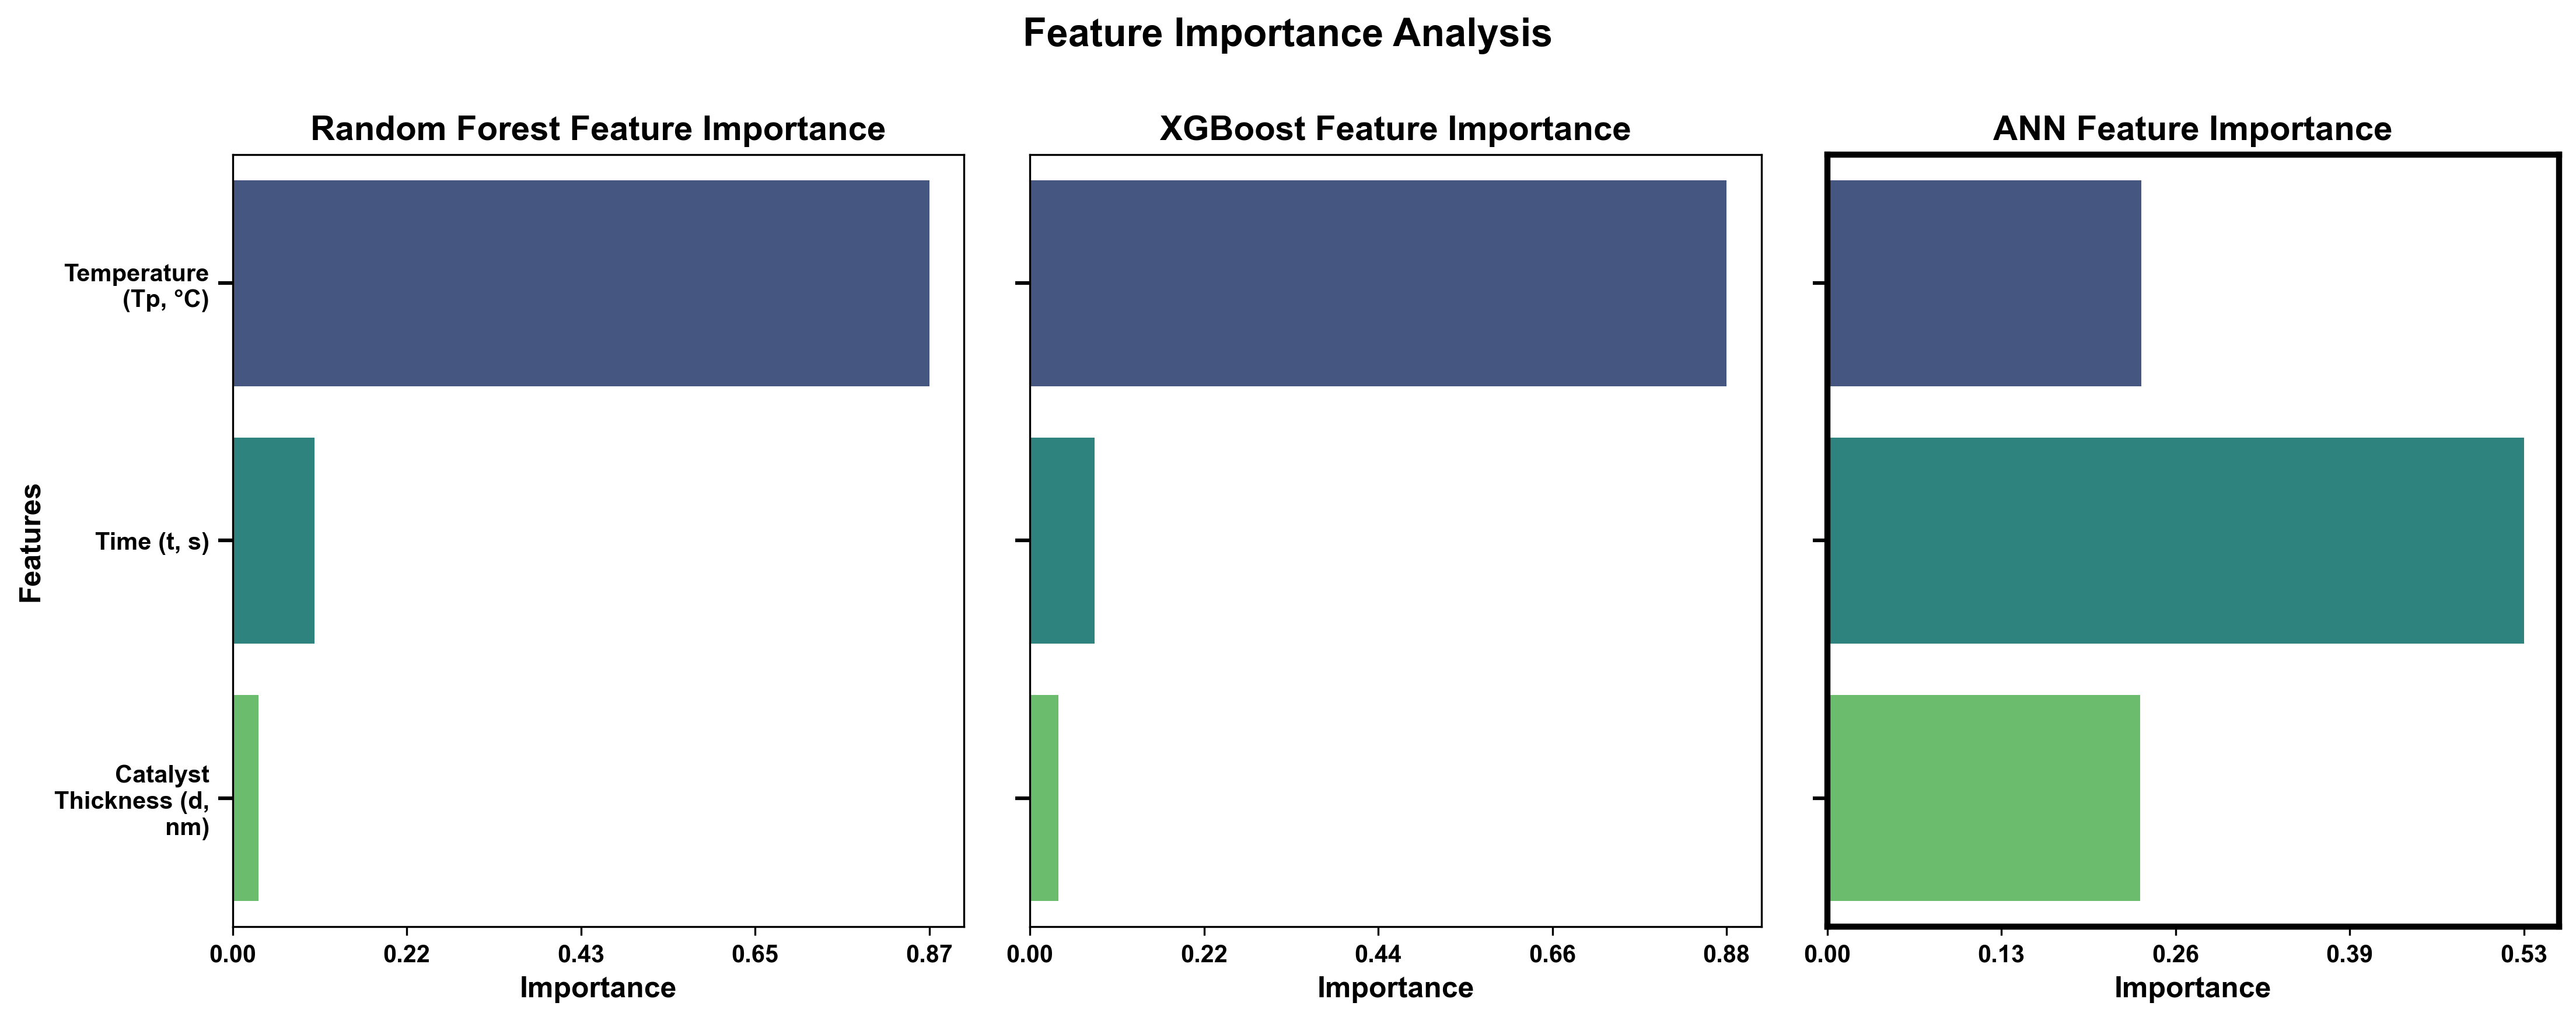 Feature Importance Analysis
Random Forest Feature Importance
XGBoost Feature Importance
ANN Feature Importance
Features
Temperature
(Tp, °C)
Time (t, s)
Catalyst
Thickness (d,
nm)
0.00 0.22 0.43 0.65 0.87
Importance
0.00 0.22 0.44 0.66 0.88
Importance
0.00 0.13 0.26 0.39 0.53
Importance